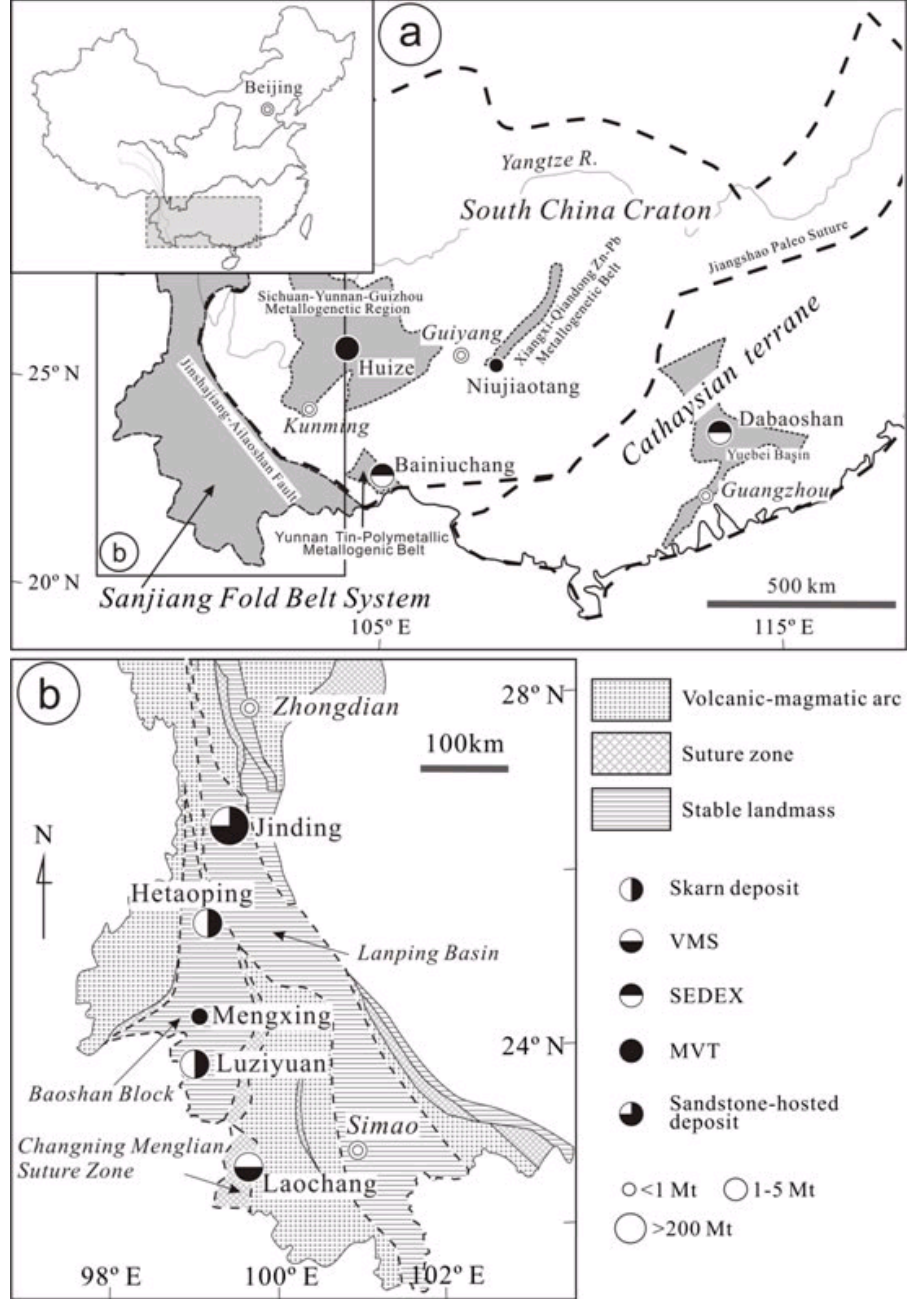 a
Beijing
Yangtze R.
South China Craton
Jiangshao Paleo Suture
Sichuan-Yunnan-Guizhou
Metallogenetic Region
Xiangxi-Qiandong Zn-Pb
Metallogenetic Belt
Guiyang
Huize
Niujiaotang
25° N
Jinshajiang-Ailaoshan Fault
Kunming
Cathaysian terrane
Dabaoshan
Yuebei Basin
Bainiuchang
Guangzhou
Yunnan Tin-Polymetallic
Metallogenic Belt
b
20° N
Sanjiang Fold Belt System
500 km
105° E
115° E
b
Zhongdian
28° N
100km
N
Jinding
Hetaoping
Lanping Basin
Mengxing
24° N
Luziyuan
Baoshan Block
Simao
Changning Menglian
Suture Zone
Laochang
98° E
100° E
102° E
Volcanic-magmatic arc
Suture zone
Stable landmass
Skarn deposit
VMS
SEDEX
MVT
Sandstone-hosted
deposit
<1 Mt
1-5 Mt
>200 Mt